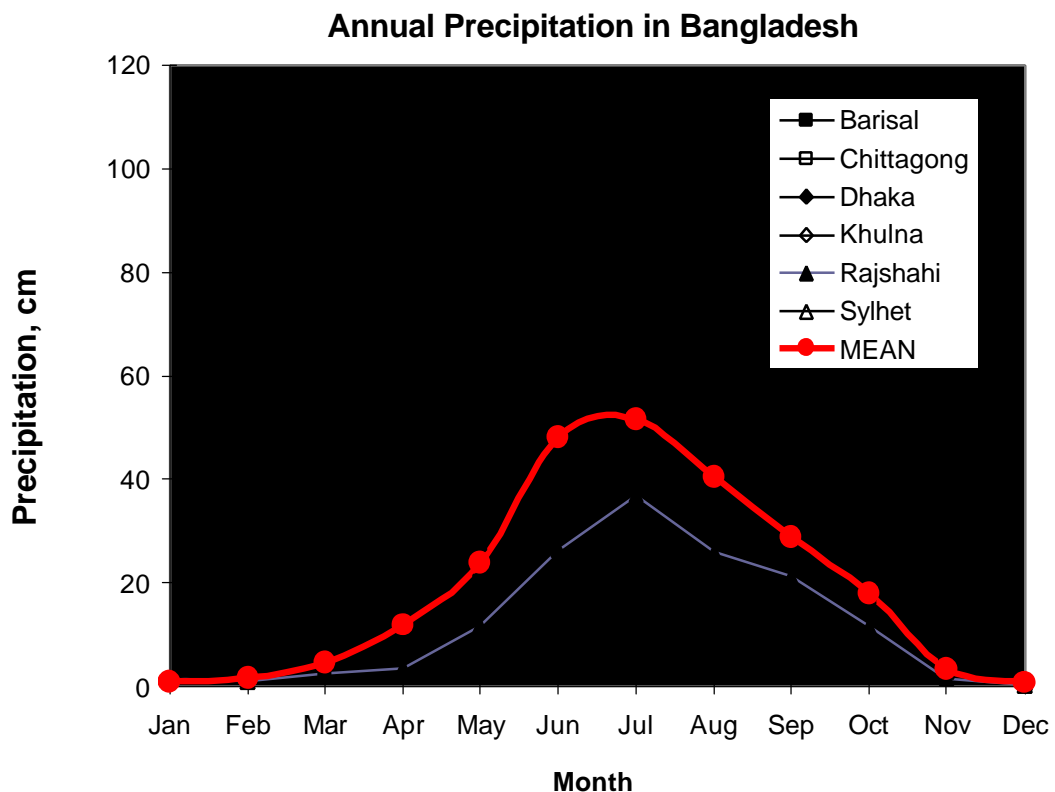 Annual Precipitation in Bangladesh
120
100
80
60
40
20
0
Precipitation, cm
Barisal
Chittagong
Dhaka
Khulna
Rajshahi
Sylhet
MEAN
Jan Feb Mar Apr May Jun Jul Aug Sep Oct Nov Dec
Month